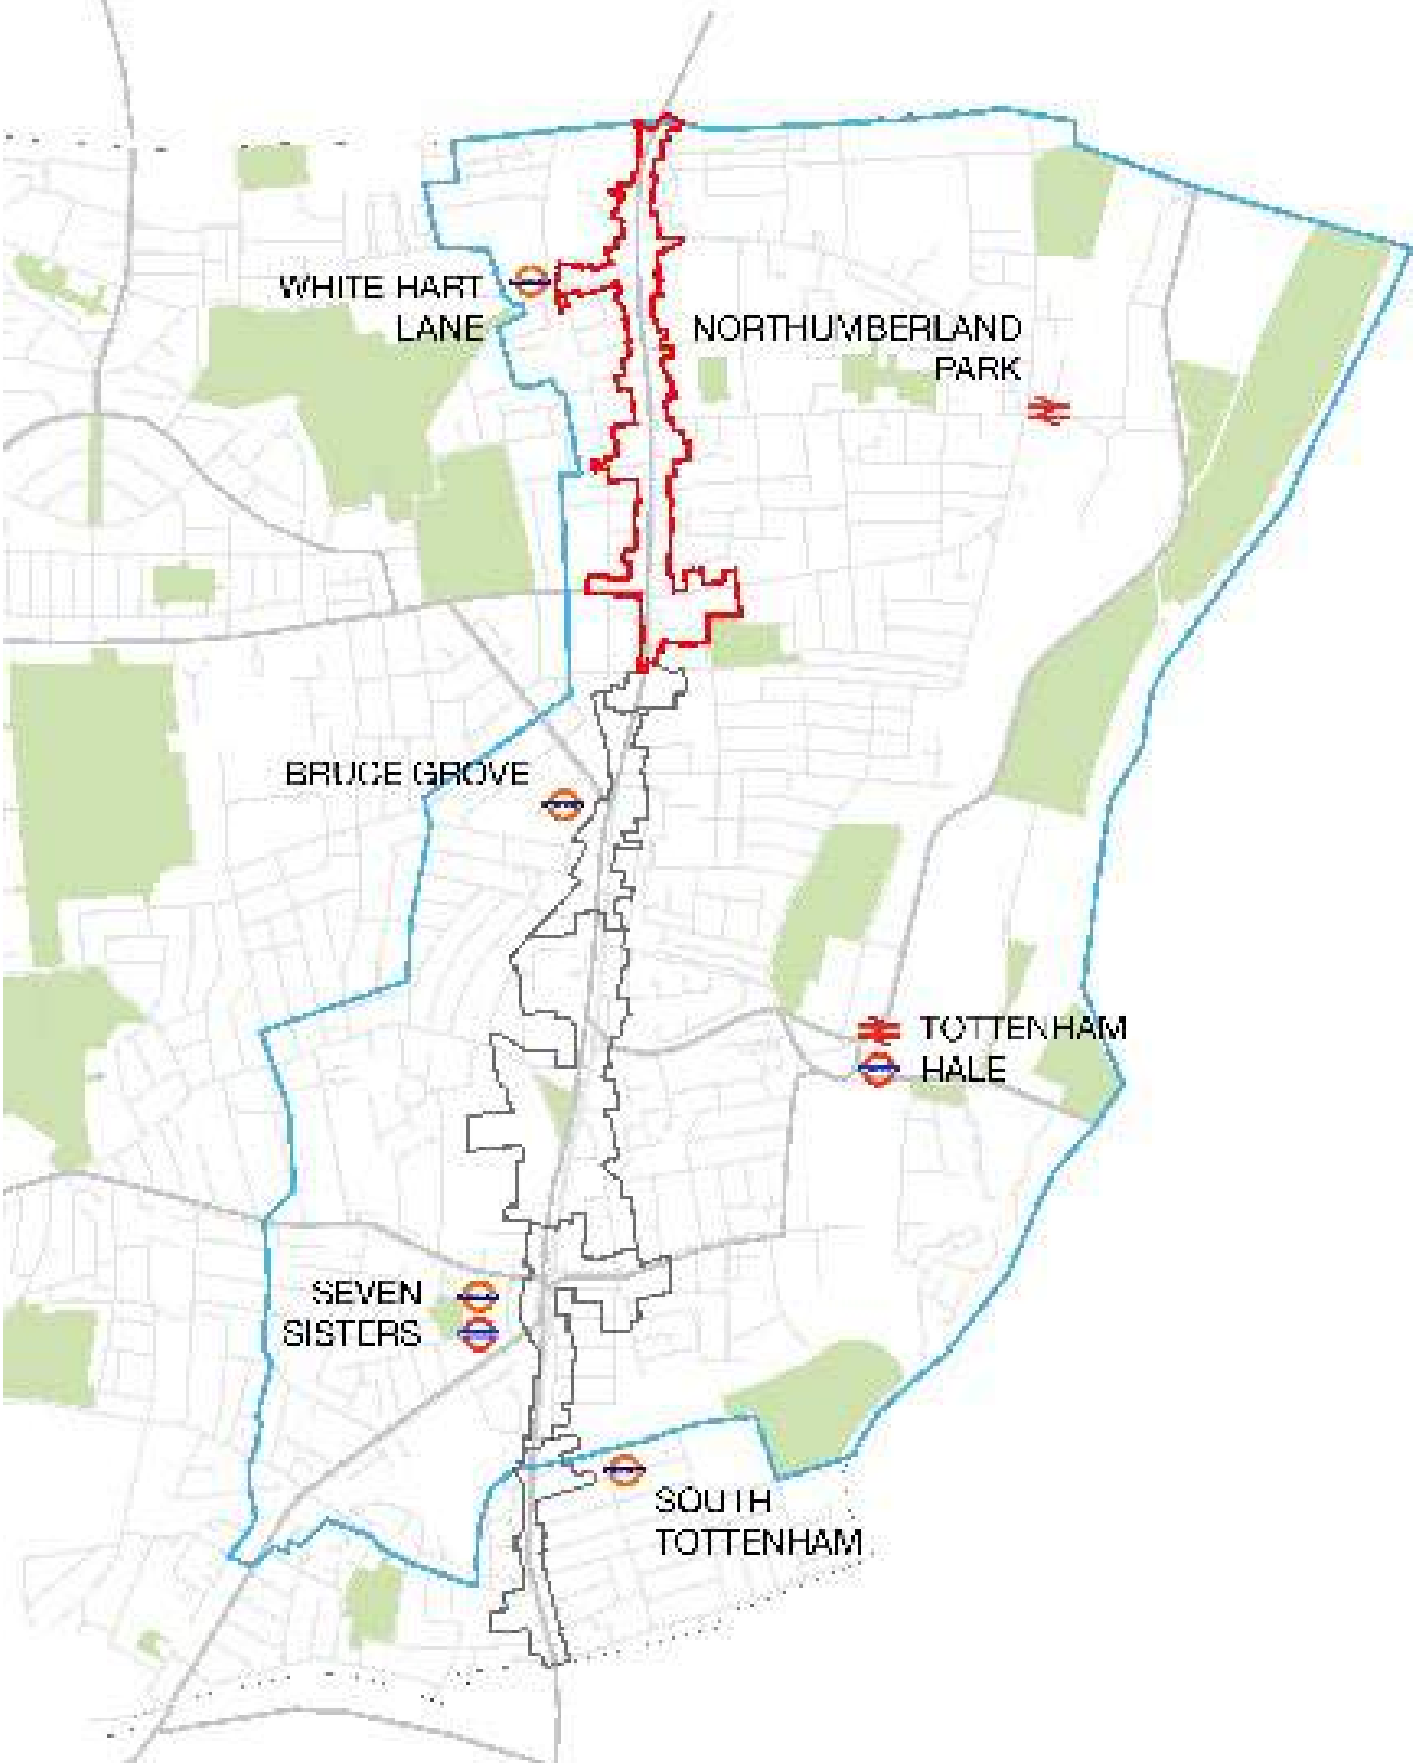 WHITE HART
LANE
NORTHUMBERLAND
PARK
BRUCE GROVE
TOTTENHAM
HALE
SEVEN
SISTERS
SOUTH
TOTTENHAM